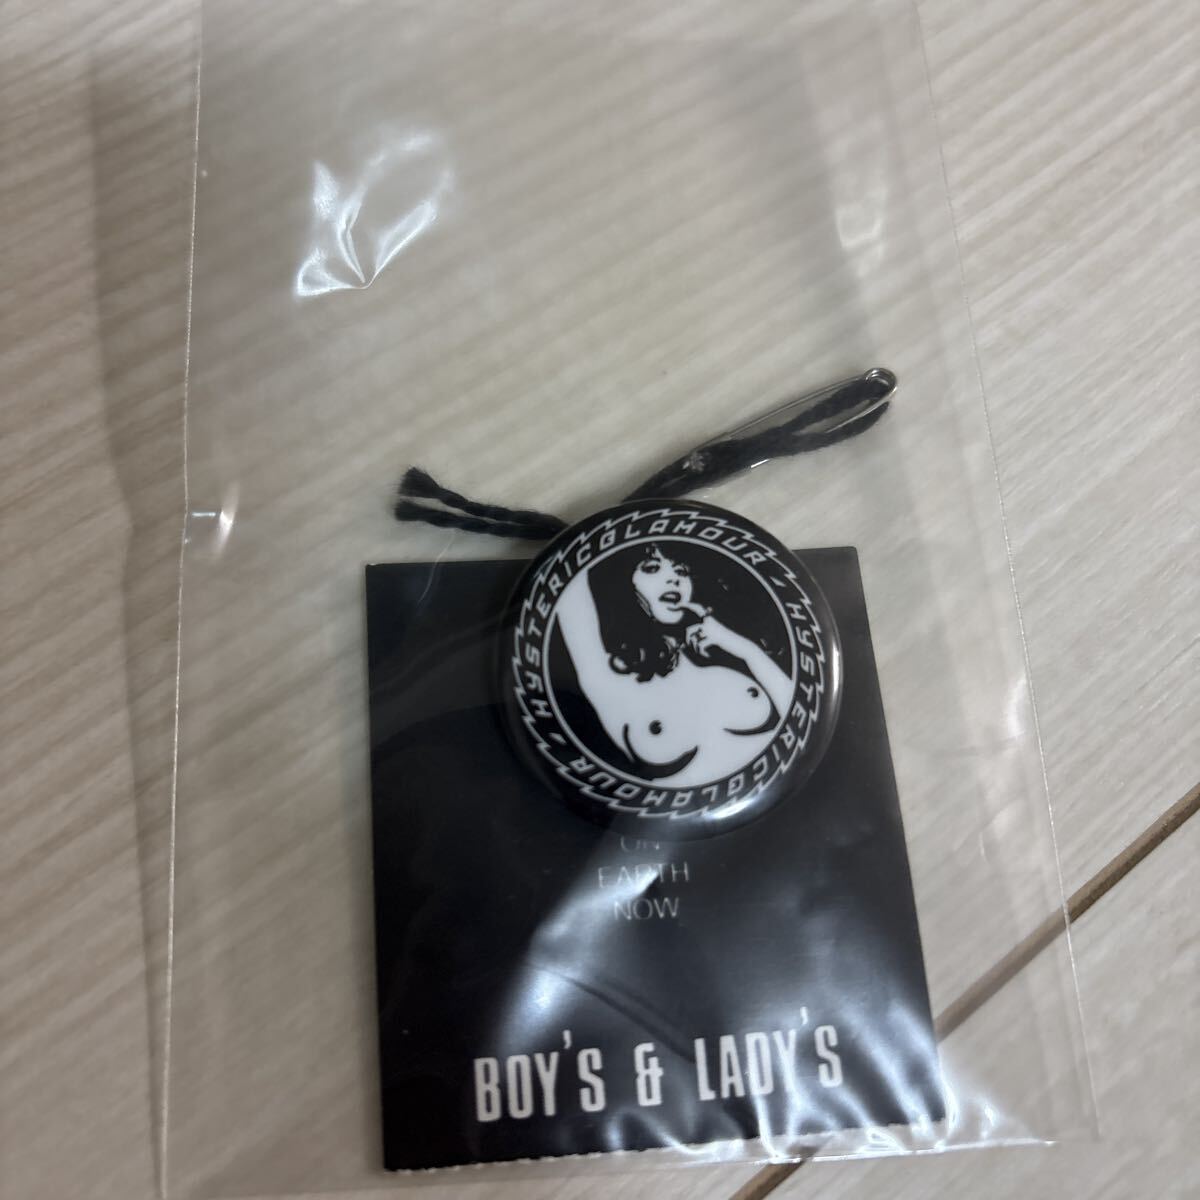 HYSTERICGLAMOUR HYSTERICGLAMOUR
ON
EARTH
NOW
BOY'S & LADY'S